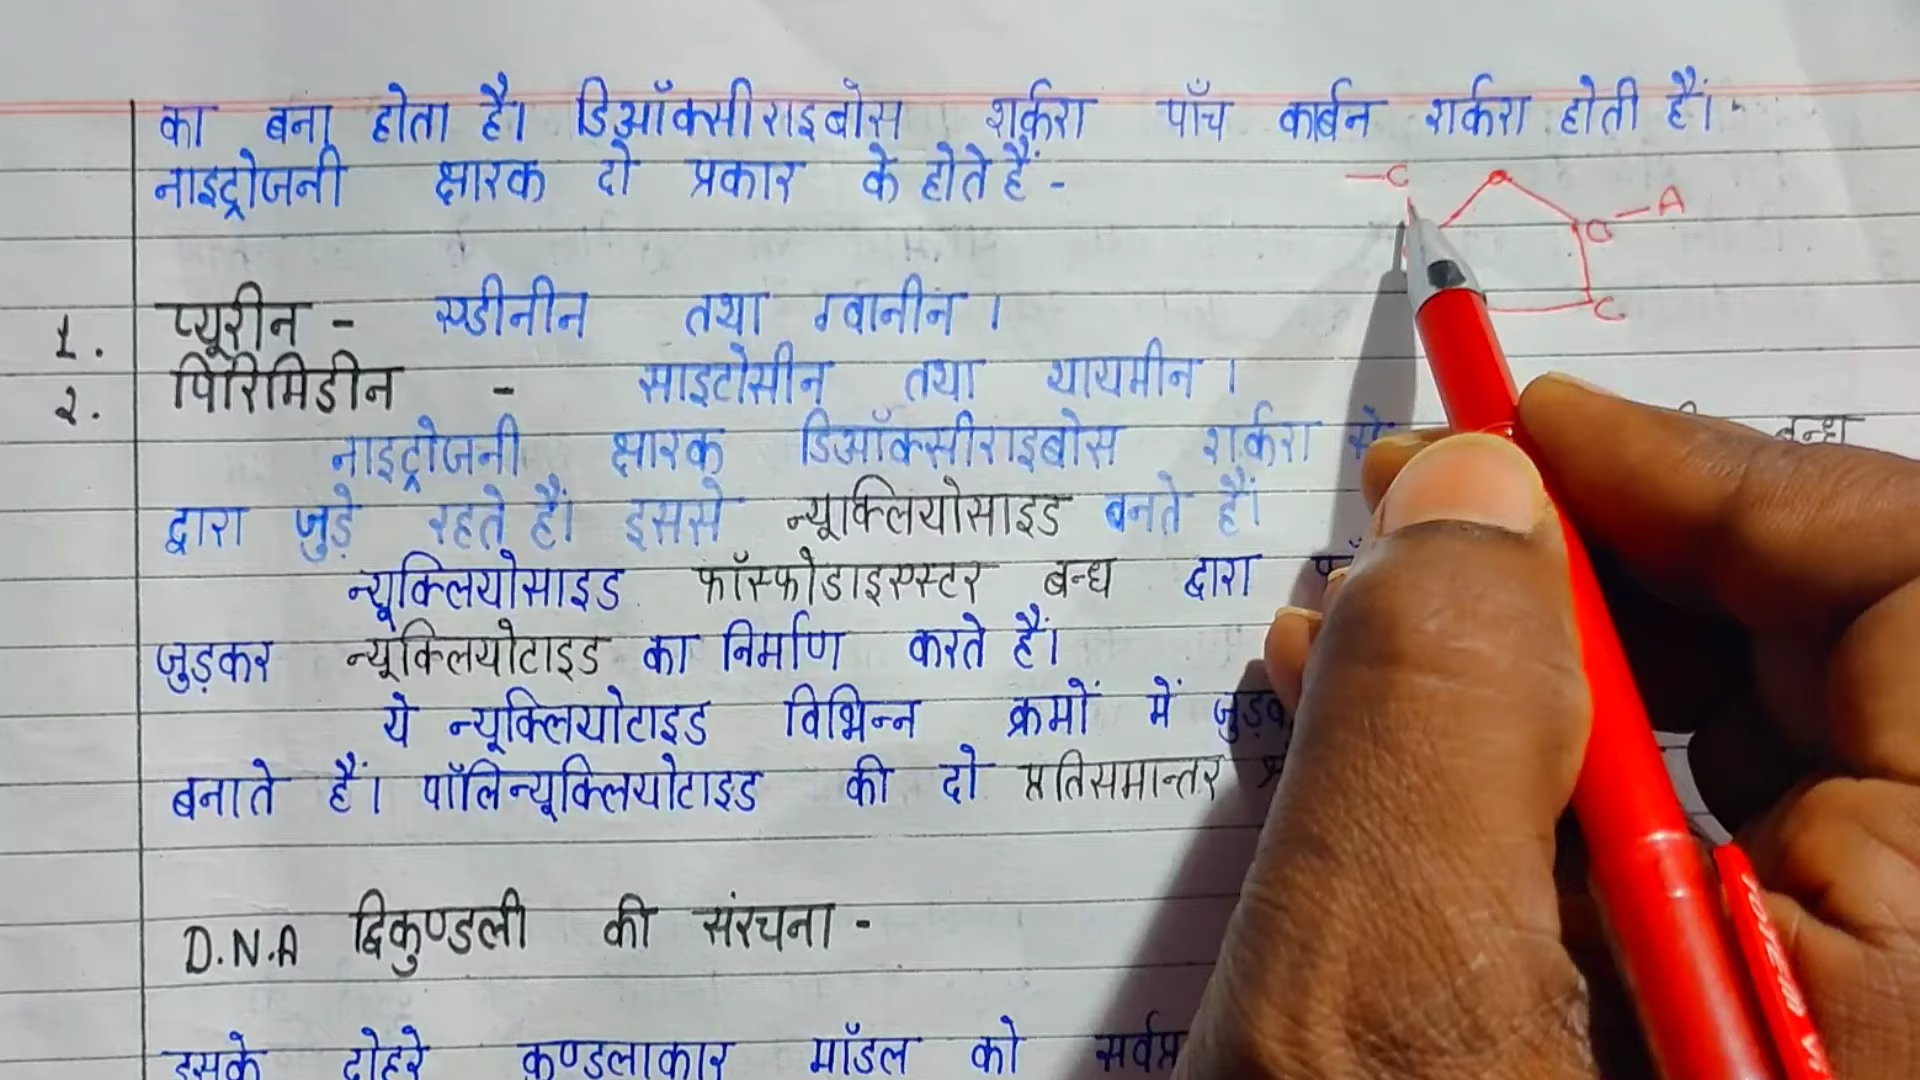 का बना होता है। डिऑक्सीराइबोस शर्करा पाँच कार्बन शर्करा होती हैं।
नाइट्रोजनी क्षारक दो प्रकार के होते हैं -
C
C A
C
1. प्यूरीन - एडीनीन तथा ग्वानीन ।
2. पिरिमिडीन - साइटोसीन तथा थायमीन ।
नाइट्रोजनी क्षारक डिऑक्सीराइबोस शर्करा से बन्ध
द्वारा जुड़े रहते हैं। इससे न्यूक्लियोसाइड बनते हैं
न्यूक्लियोसाइड फॉस्फोडाइएस्टर बन्ध द्वारा
जुड़कर न्यूक्लियोटाइड का निर्माण करते हैं।
ये न्यूक्लियोटाइड विभिन्न क्रमों में
बनाते हैं। पॉलिन्यूक्लियोटाइड की दो प्रतिसमान्तर
D.N.A द्विकुण्डली की संरचना -
इसके दोहरे कुण्डलाकार मॉडल को